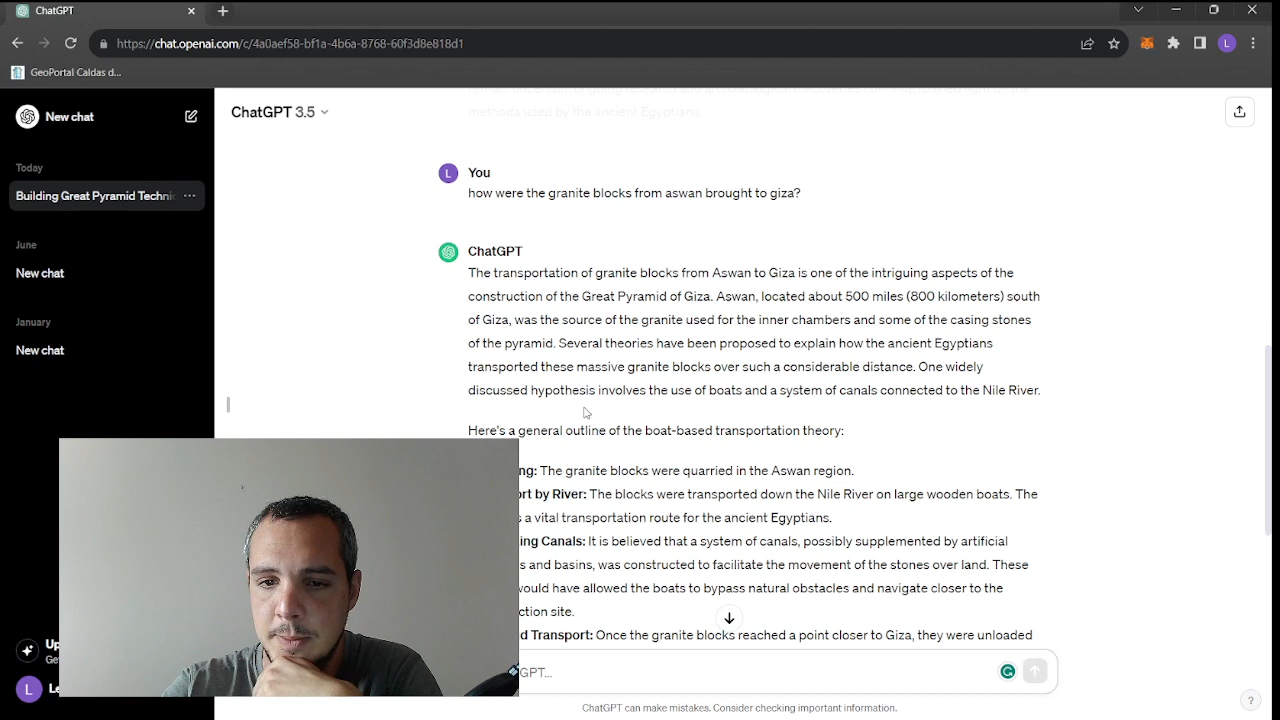 ChatGPT
https://chat.openai.com/c/4a0aef58-bf1a-4b6a-8768-60f3d8e818d1
L
GeoPortal Caldas d...
New chat
ChatGPT 3.5
methods used by the ancient Egyptians.
Today
Building Great Pyramid Techni
June
New chat
January
New chat
L
You
how were the granite blocks from aswan brought to giza?
ChatGPT
The transportation of granite blocks from Aswan to Giza is one of the intriguing aspects of the
construction of the Great Pyramid of Giza. Aswan, located about 500 miles (800 kilometers) south
of Giza, was the source of the granite used for the inner chambers and some of the casing stones
of the pyramid. Several theories have been proposed to explain how the ancient Egyptians
transported these massive granite blocks over such a considerable distance. One widely
discussed hypothesis involves the use of boats and a system of canals connected to the Nile River.
Here's a general outline of the boat-based transportation theory:
ng: The granite blocks were quarried in the Aswan region.
ort by River: The blocks were transported down the Nile River on large wooden boats. The
s a vital transportation route for the ancient Egyptians.
ing Canals: It is believed that a system of canals, possibly supplemented by artificial
s and basins, was constructed to facilitate the movement of the stones over land. These
would have allowed the boats to bypass natural obstacles and navigate closer to the
ction site.
d Transport: Once the granite blocks reached a point closer to Giza, they were unloaded
Up
Ge
L
Le
GPT...
ChatGPT can make mistakes. Consider checking important information.
?